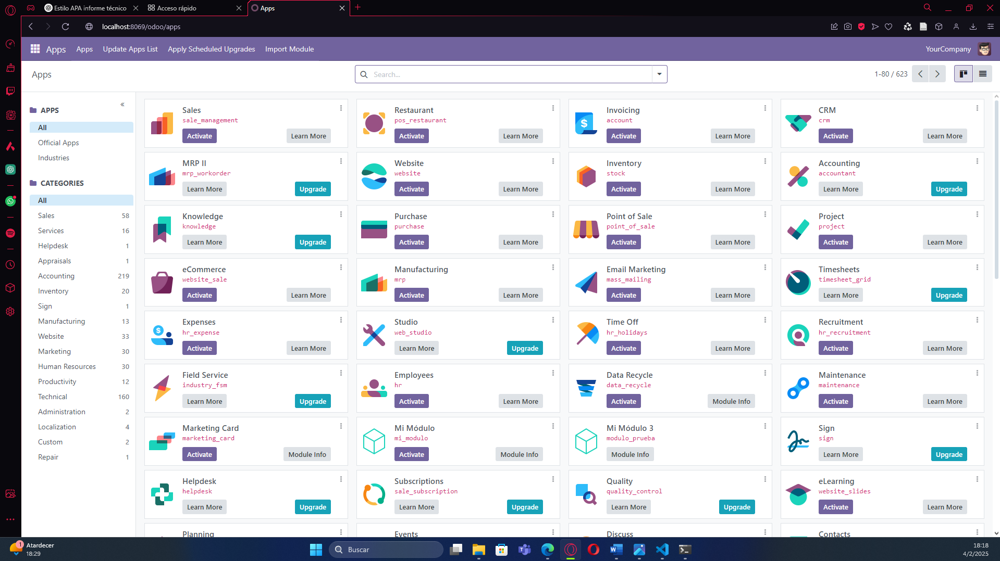 Estilo APA informe técnico
Acceso rápido
Apps
localhost:8069/odoo/apps
Apps
Apps
Update Apps List
Apply Scheduled Upgrades
Import Module
YourCompany
Apps
Search...
1-80 / 623
APPS
All
Official Apps
Industries
CATEGORIES
All
Sales 58
Services 16
Helpdesk 1
Appraisals 1
Accounting 219
Inventory 20
Sign 1
Manufacturing 13
Website 33
Marketing 30
Human Resources 30
Productivity 12
Technical 160
Administration 2
Localization 4
Custom 2
Repair 1
Sales
sale_management
Activate Learn More
Restaurant
pos_restaurant
Activate Learn More
Invoicing
account
Activate Learn More
CRM
crm
Activate Learn More
MRP II
mrp_workorder
Learn More Upgrade
Website
website
Activate Learn More
Inventory
stock
Activate Learn More
Accounting
accountant
Learn More Upgrade
Knowledge
knowledge
Learn More Upgrade
Purchase
purchase
Activate Learn More
Point of Sale
point_of_sale
Activate Learn More
Project
project
Activate Learn More
eCommerce
website_sale
Activate Learn More
Manufacturing
mrp
Activate Learn More
Email Marketing
mass_mailing
Activate Learn More
Timesheets
timesheet_grid
Learn More Upgrade
Expenses
hr_expense
Activate Learn More
Studio
web_studio
Learn More Upgrade
Time Off
hr_holidays
Activate Learn More
Recruitment
hr_recruitment
Activate Learn More
Field Service
industry_fsm
Learn More Upgrade
Employees
hr
Activate Learn More
Data Recycle
data_recycle
Activate Module Info
Maintenance
maintenance
Activate Learn More
Marketing Card
marketing_card
Activate Module Info
Mi Módulo
mi_modulo
Activate Module Info
Mi Módulo 3
modulo_prueba
Module Info
Sign
sign
Learn More Upgrade
Helpdesk
helpdesk
Learn More Upgrade
Subscriptions
sale_subscription
Learn More Upgrade
Quality
quality_control
Learn More Upgrade
eLearning
website_slides
Activate Learn More
Planning
Events
Discuss
Contacts
1
Atardecer
18:29
Buscar
18:18
4/2/2025